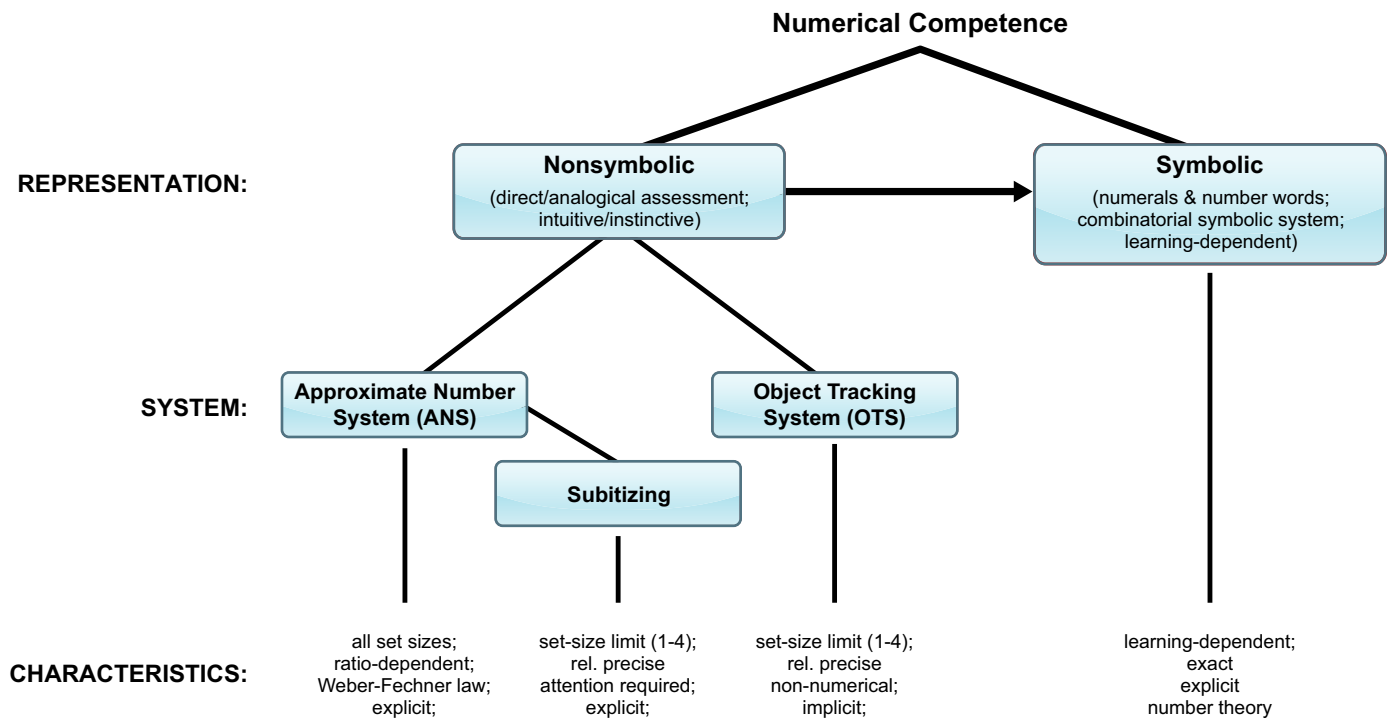 Numerical Competence
REPRESENTATION:
Nonsymbolic
(direct/analogical assessment;
intuitive/instinctive)
Symbolic
(numerals & number words;
combinatorial symbolic system;
learning-dependent)
SYSTEM:
Approximate Number
System (ANS)
Subitizing
Object Tracking
System (OTS)
CHARACTERISTICS:
all set sizes;
ratio-dependent;
Weber-Fechner law;
explicit;
set-size limit (1-4);
rel. precise
attention required;
explicit;
set-size limit (1-4);
rel. precise
non-numerical;
implicit;
learning-dependent;
exact
explicit
number theory